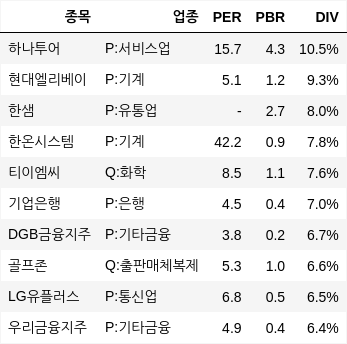 종목 업종 PER PBR DIV
하나투어 P:서비스업 15.7 4.3 10.5%
현대엘리베이 P:기계 5.1 1.2 9.3%
한샘 P:유통업 - 2.7 8.0%
한온시스템 P:기계 42.2 0.9 7.8%
티이엠씨 Q:화학 8.5 1.1 7.6%
기업은행 P:은행 4.5 0.4 7.0%
DGB금융지주 P:기타금융 3.8 0.2 6.7%
골프존 Q:출판매체복제 5.3 1.0 6.6%
LG유플러스 P:통신업 6.8 0.5 6.5%
우리금융지주 P:기타금융 4.9 0.4 6.4%